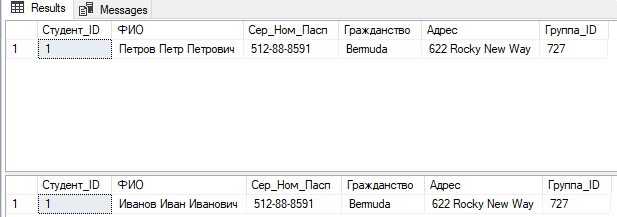 Results Messages
Студент_ID ФИО Сер_Ном_Пасп Гражданство Адрес Группа_ID
1 1 Петров Петр Петрович 512-88-8591 Bermuda 622 Rocky New Way 727
Студент_ID ФИО Сер_Ном_Пасп Гражданство Адрес Группа_ID
1 1 Иванов Иван Иванович 512-88-8591 Bermuda 622 Rocky New Way 727